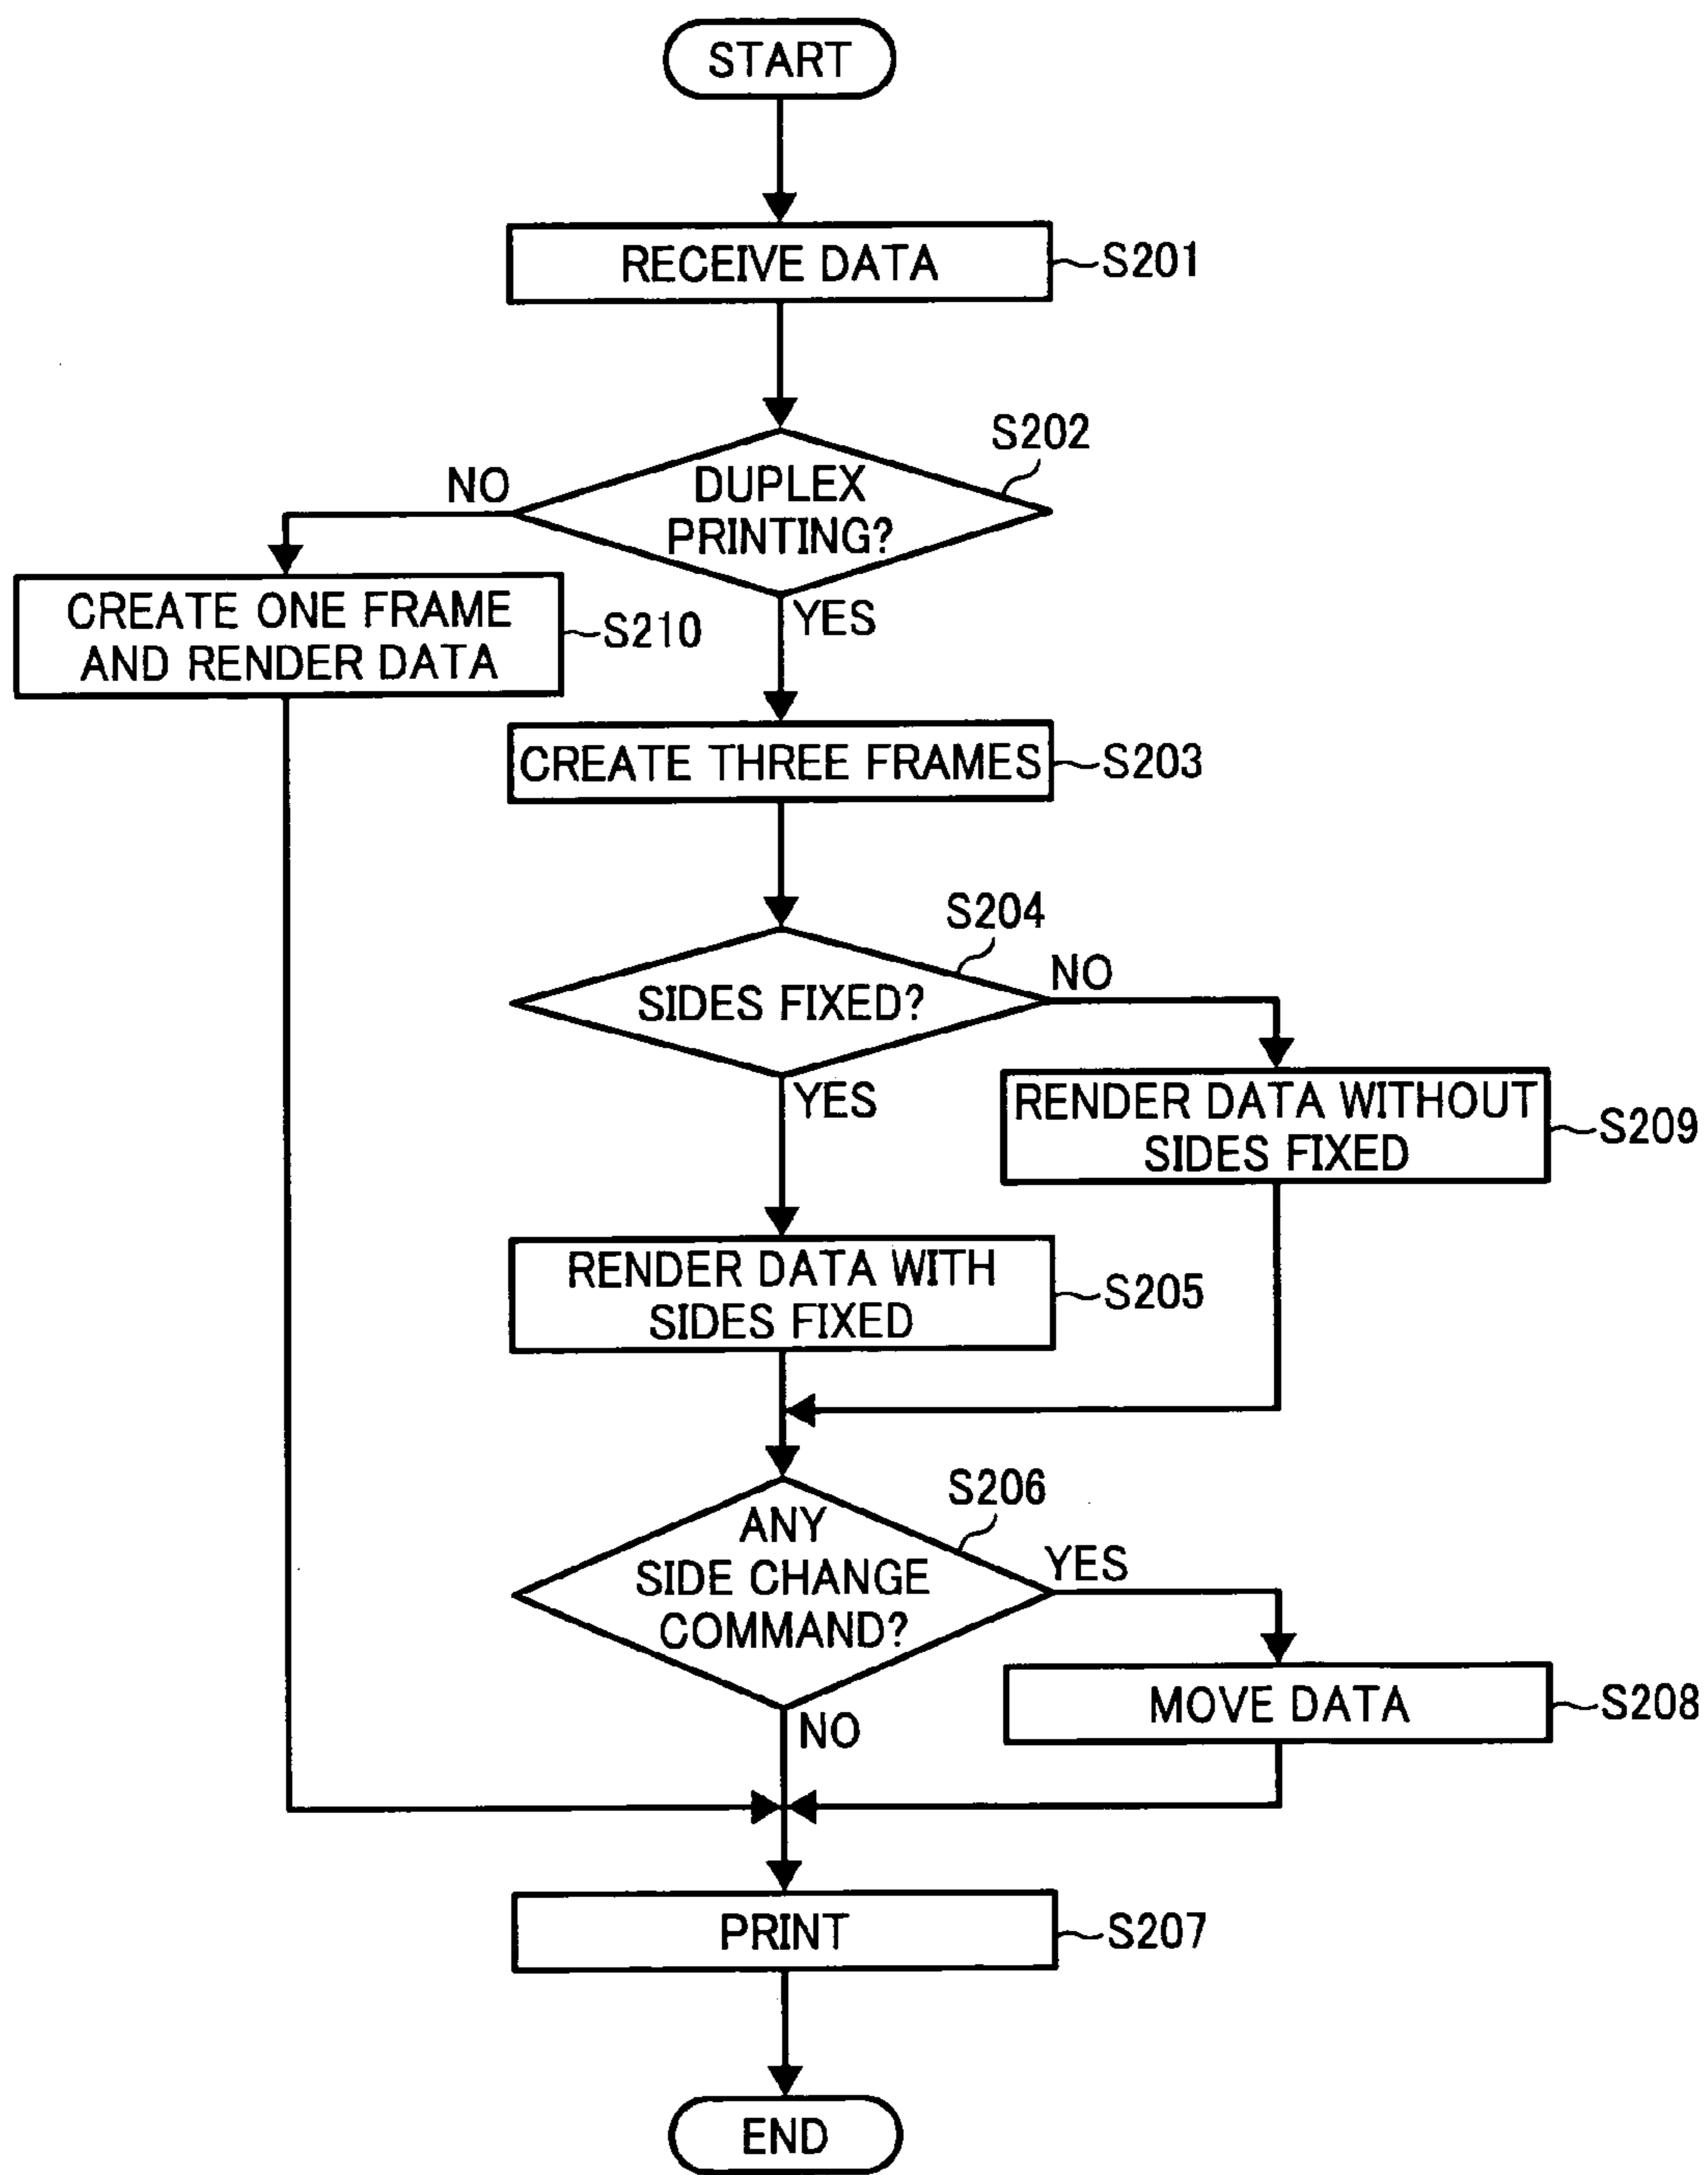 START
RECEIVE DATA
S201
S202
DUPLEX
PRINTING?
NO
YES
CREATE ONE FRAME
AND RENDER DATA
S210
CREATE THREE FRAMES
S203
S204
SIDES FIXED?
NO
YES
RENDER DATA WITHOUT
SIDES FIXED
S209
RENDER DATA WITH
SIDES FIXED
S205
S206
ANY
SIDE CHANGE
COMMAND?
YES
NO
MOVE DATA
S208
PRINT
S207
END